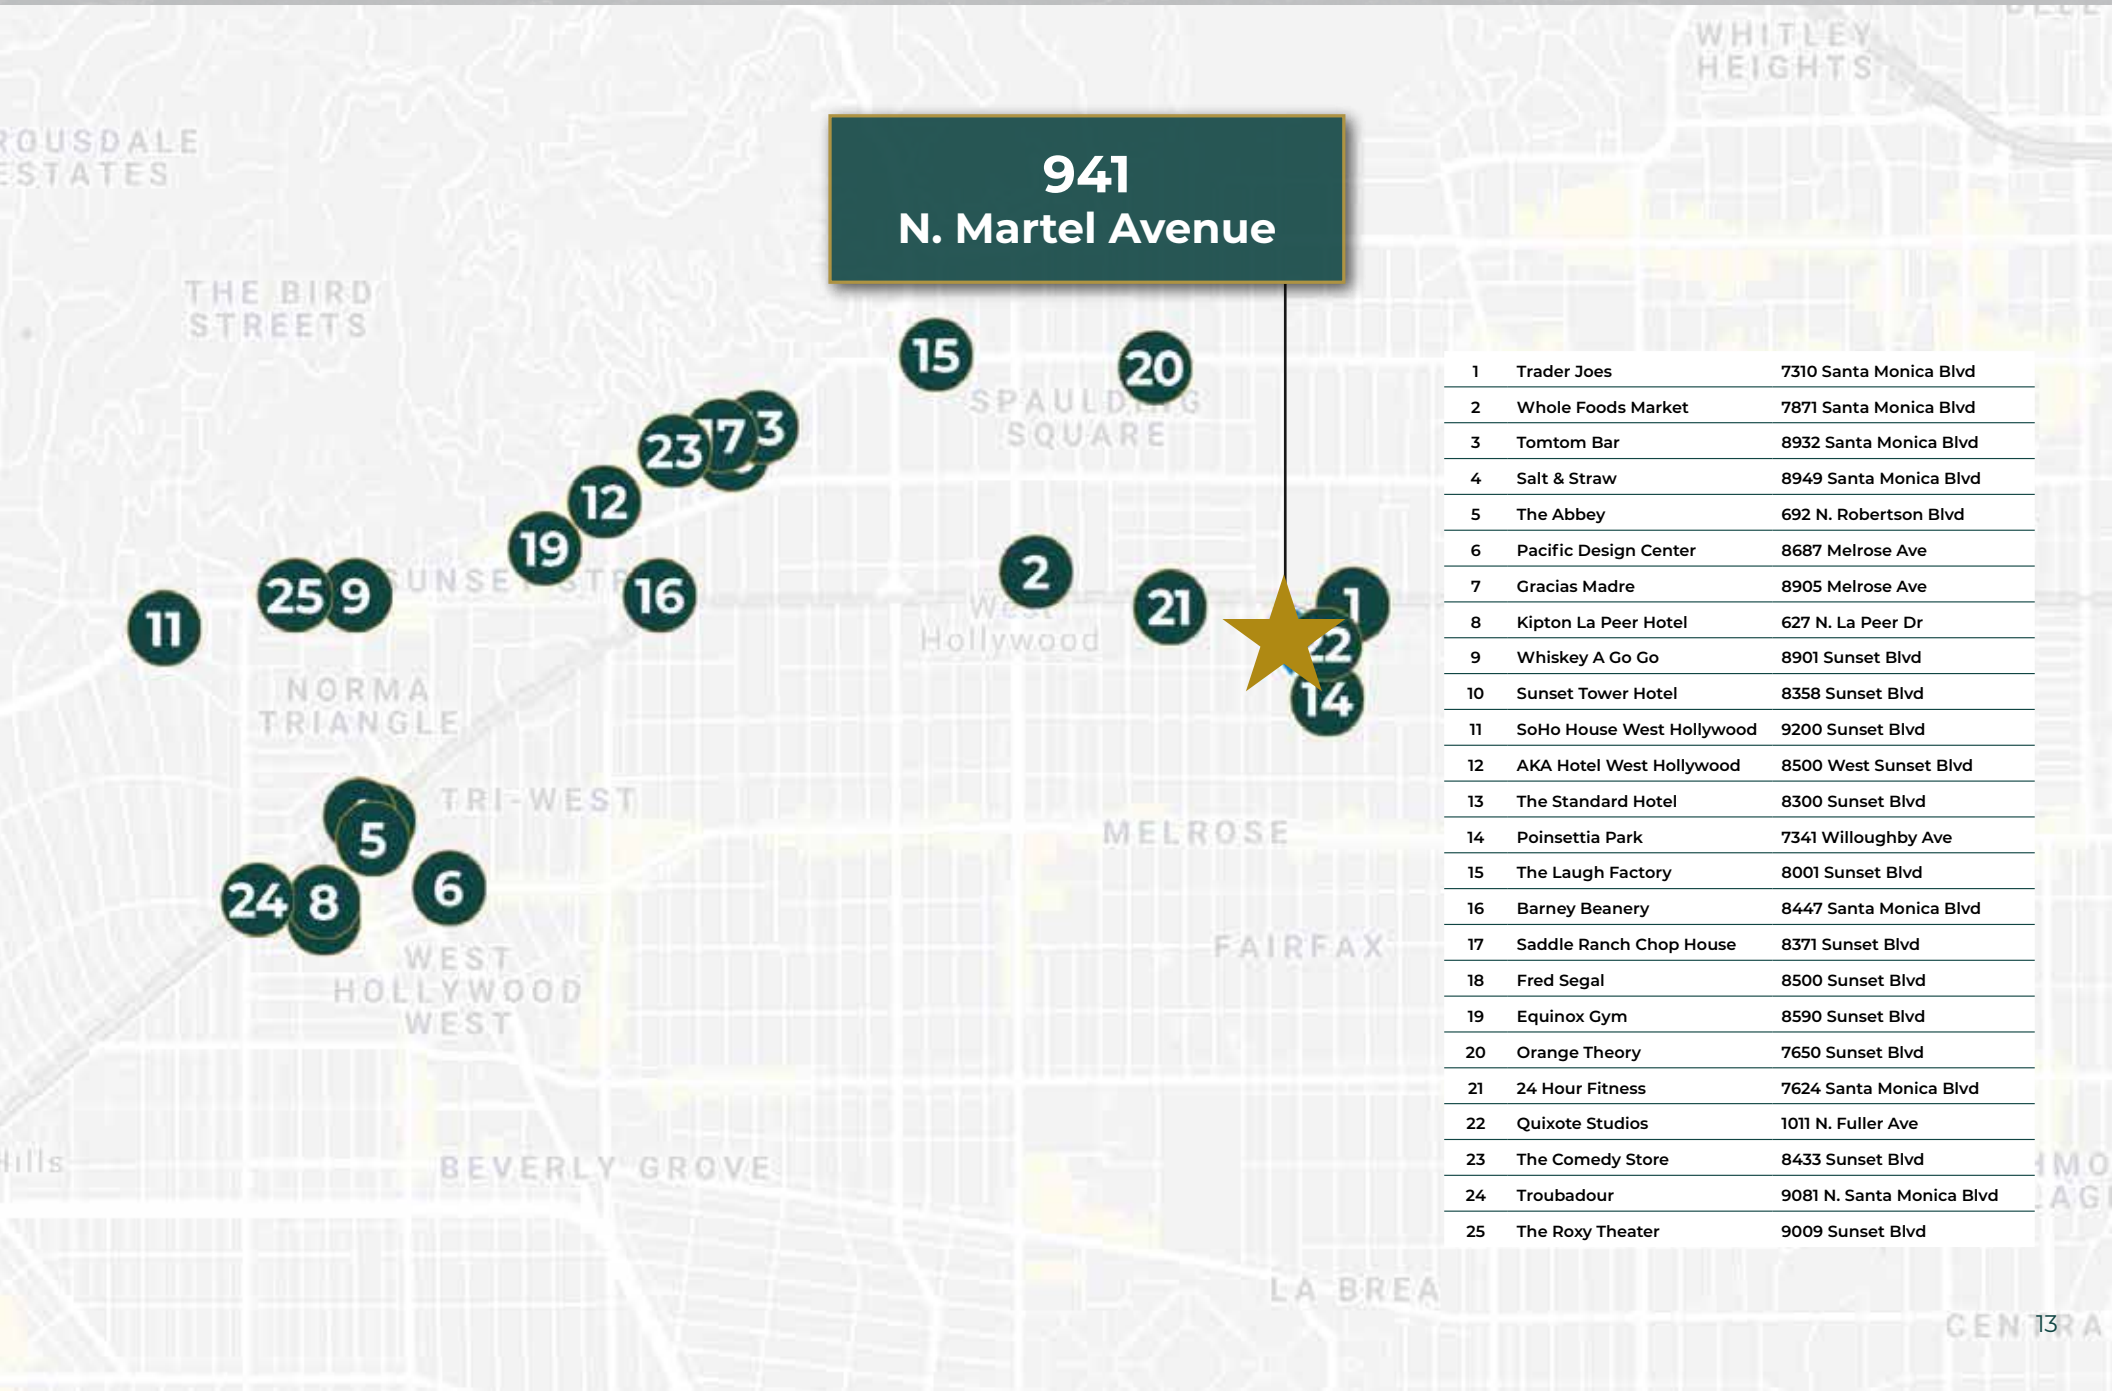 WHITLEY
HEIGHTS
ROUSDALE
ESTATES
941
N. Martel Avenue
THE BIRD
STREETS
15
20
SPAULDING
SQUARE
23
17
3
12
19
2
SUNSET STR
25
9
16
11
21
1
West
Hollywood
22
14
NORMA
TRIANGLE
TRI-WEST
5
MELROSE
24
8
6
FAIRFAX
WEST
HOLLYWOOD
WEST
Hills
BEVERLY GROVE
LA BREA
1 Trader Joes 7310 Santa Monica Blvd
2 Whole Foods Market 7871 Santa Monica Blvd
3 Tomtom Bar 8932 Santa Monica Blvd
4 Salt & Straw 8949 Santa Monica Blvd
5 The Abbey 692 N. Robertson Blvd
6 Pacific Design Center 8687 Melrose Ave
7 Gracias Madre 8905 Melrose Ave
8 Kipton La Peer Hotel 627 N. La Peer Dr
9 Whiskey A Go Go 8901 Sunset Blvd
10 Sunset Tower Hotel 8358 Sunset Blvd
11 SoHo House West Hollywood 9200 Sunset Blvd
12 AKA Hotel West Hollywood 8500 West Sunset Blvd
13 The Standard Hotel 8300 Sunset Blvd
14 Poinsettia Park 7341 Willoughby Ave
15 The Laugh Factory 8001 Sunset Blvd
16 Barney Beanery 8447 Santa Monica Blvd
17 Saddle Ranch Chop House 8371 Sunset Blvd
18 Fred Segal 8500 Sunset Blvd
19 Equinox Gym 8590 Sunset Blvd
20 Orange Theory 7650 Sunset Blvd
21 24 Hour Fitness 7624 Santa Monica Blvd
22 Quixote Studios 1011 N. Fuller Ave
23 The Comedy Store 8433 Sunset Blvd
24 Troubadour 9081 N. Santa Monica Blvd
25 The Roxy Theater 9009 Sunset Blvd
13